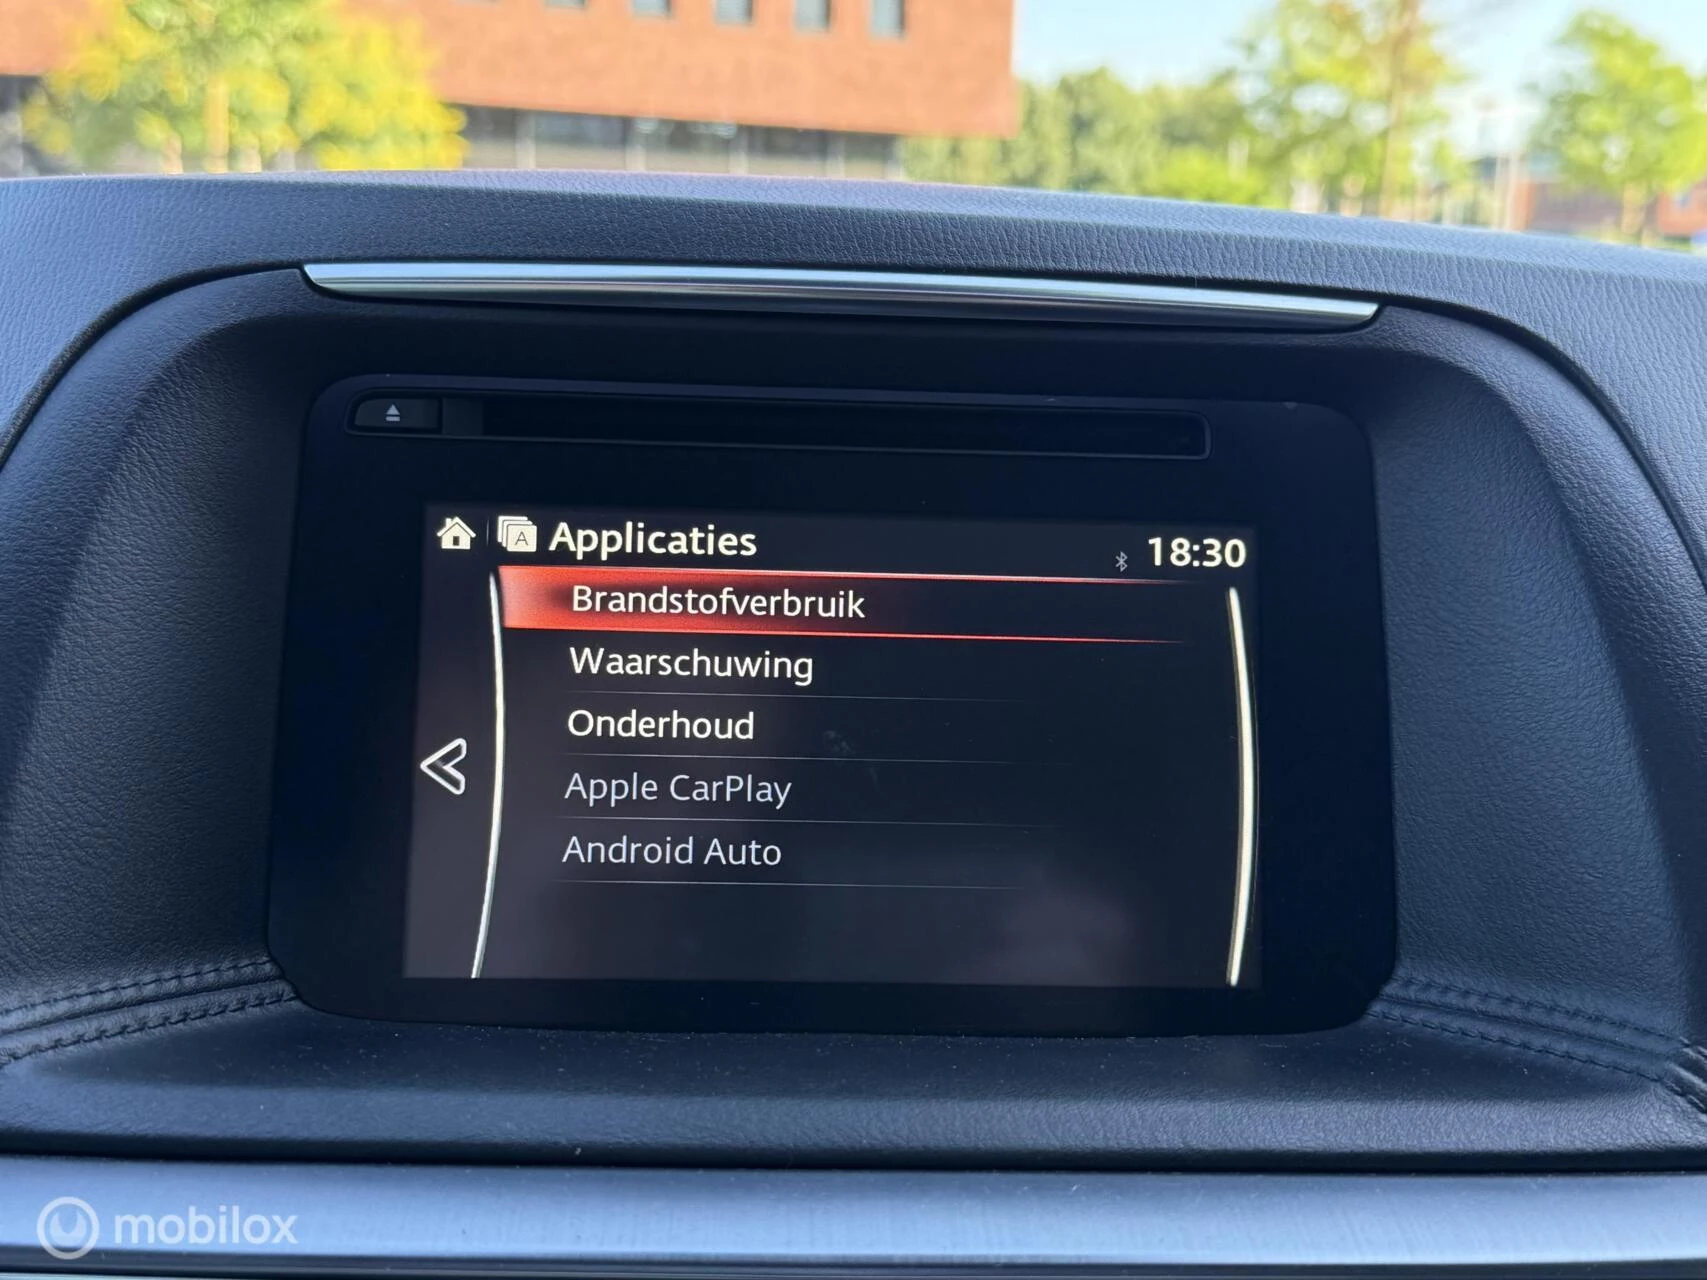 Applicaties
18:30
Brandstofverbruik
Waarschuwing
Onderhoud
Apple CarPlay
Android Auto
mobilox